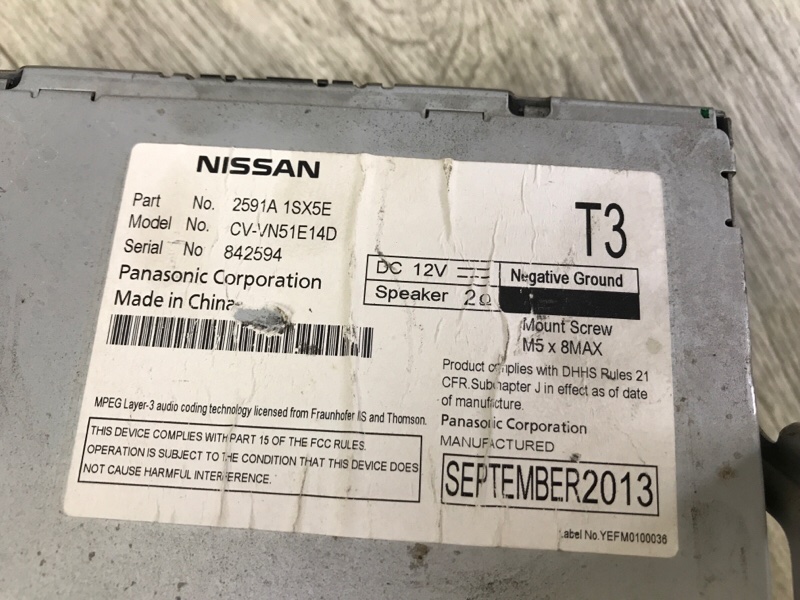 NISSAN
Part No. 2591A 1SX5E
Model No. CV-VN51E14D
Serial No 842594
Panasonic Corporation
Made in China
T3
DC 12V Negative Ground
Speaker 2Ω
Mount Screw
M5 x 8MAX
Product complies with DHHS Rules 21
CFR.Subchapter J in effect as of date
of manufacture.
Panasonic Corporation
MANUFACTURED
SEPTEMBER2013
MPEG Layer-3 audio coding technology licensed from Fraunhofer IIS and Thomson.
THIS DEVICE COMPLIES WITH PART 15 OF THE FCC RULES.
OPERATION IS SUBJECT TO THE CONDITION THAT THIS DEVICE DOES
NOT CAUSE HARMFUL INTERFERENCE.
Label No.YEFM0100036